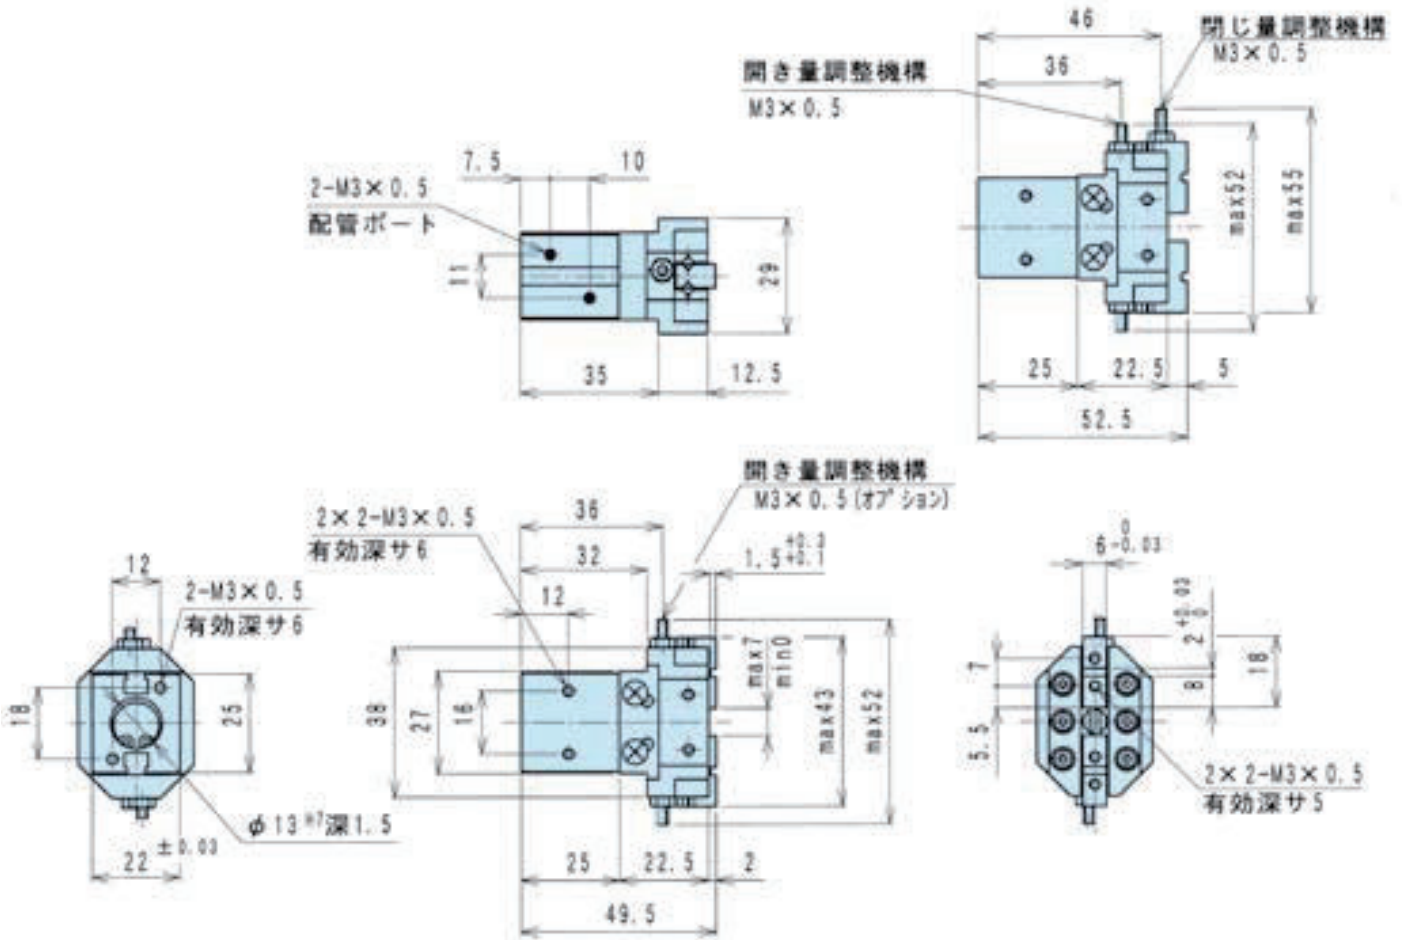 46
閉じ量調整機構
M3×0.5
36
開き量調整機構
M3×0.5
max52
max55
25
22.5
5
52.5
7.5
10
2-M3×0.5
配管ポート
11
29
35
12.5
開き量調整機構
M3×0.5(オプション)
2×2-M3×0.5
有効深サ6
36
32
12
1.5 +0.3 +0.1
38
27
16
max7
min0
max43
max52
25
22.5
2
49.5
12
2-M3×0.5
有効深サ6
18
25
φ13 H7深1.5
22 ±0.03
6 0 -0.03
2 +0.03 0
7
18
8
5.5
2×2-M3×0.5
有効深サ5